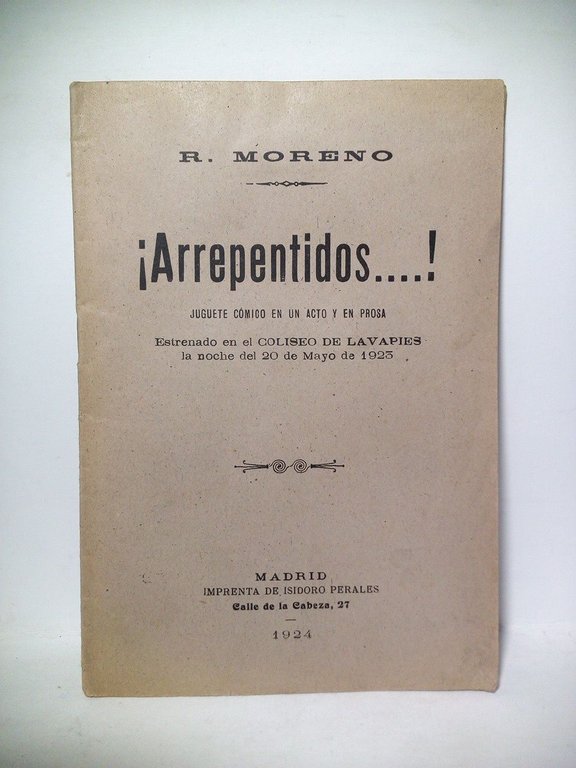 R. MORENO
¡Arrepentidos....!
JUGUETE CÓMICO EN UN ACTO Y EN PROSA
Estrenado en el COLISEO DE LAVAPIES
la noche del 20 de Mayo de 1923
MADRID
IMPRENTA DE ISIDORO PERALES
Calle de la Cabeza, 27
1924